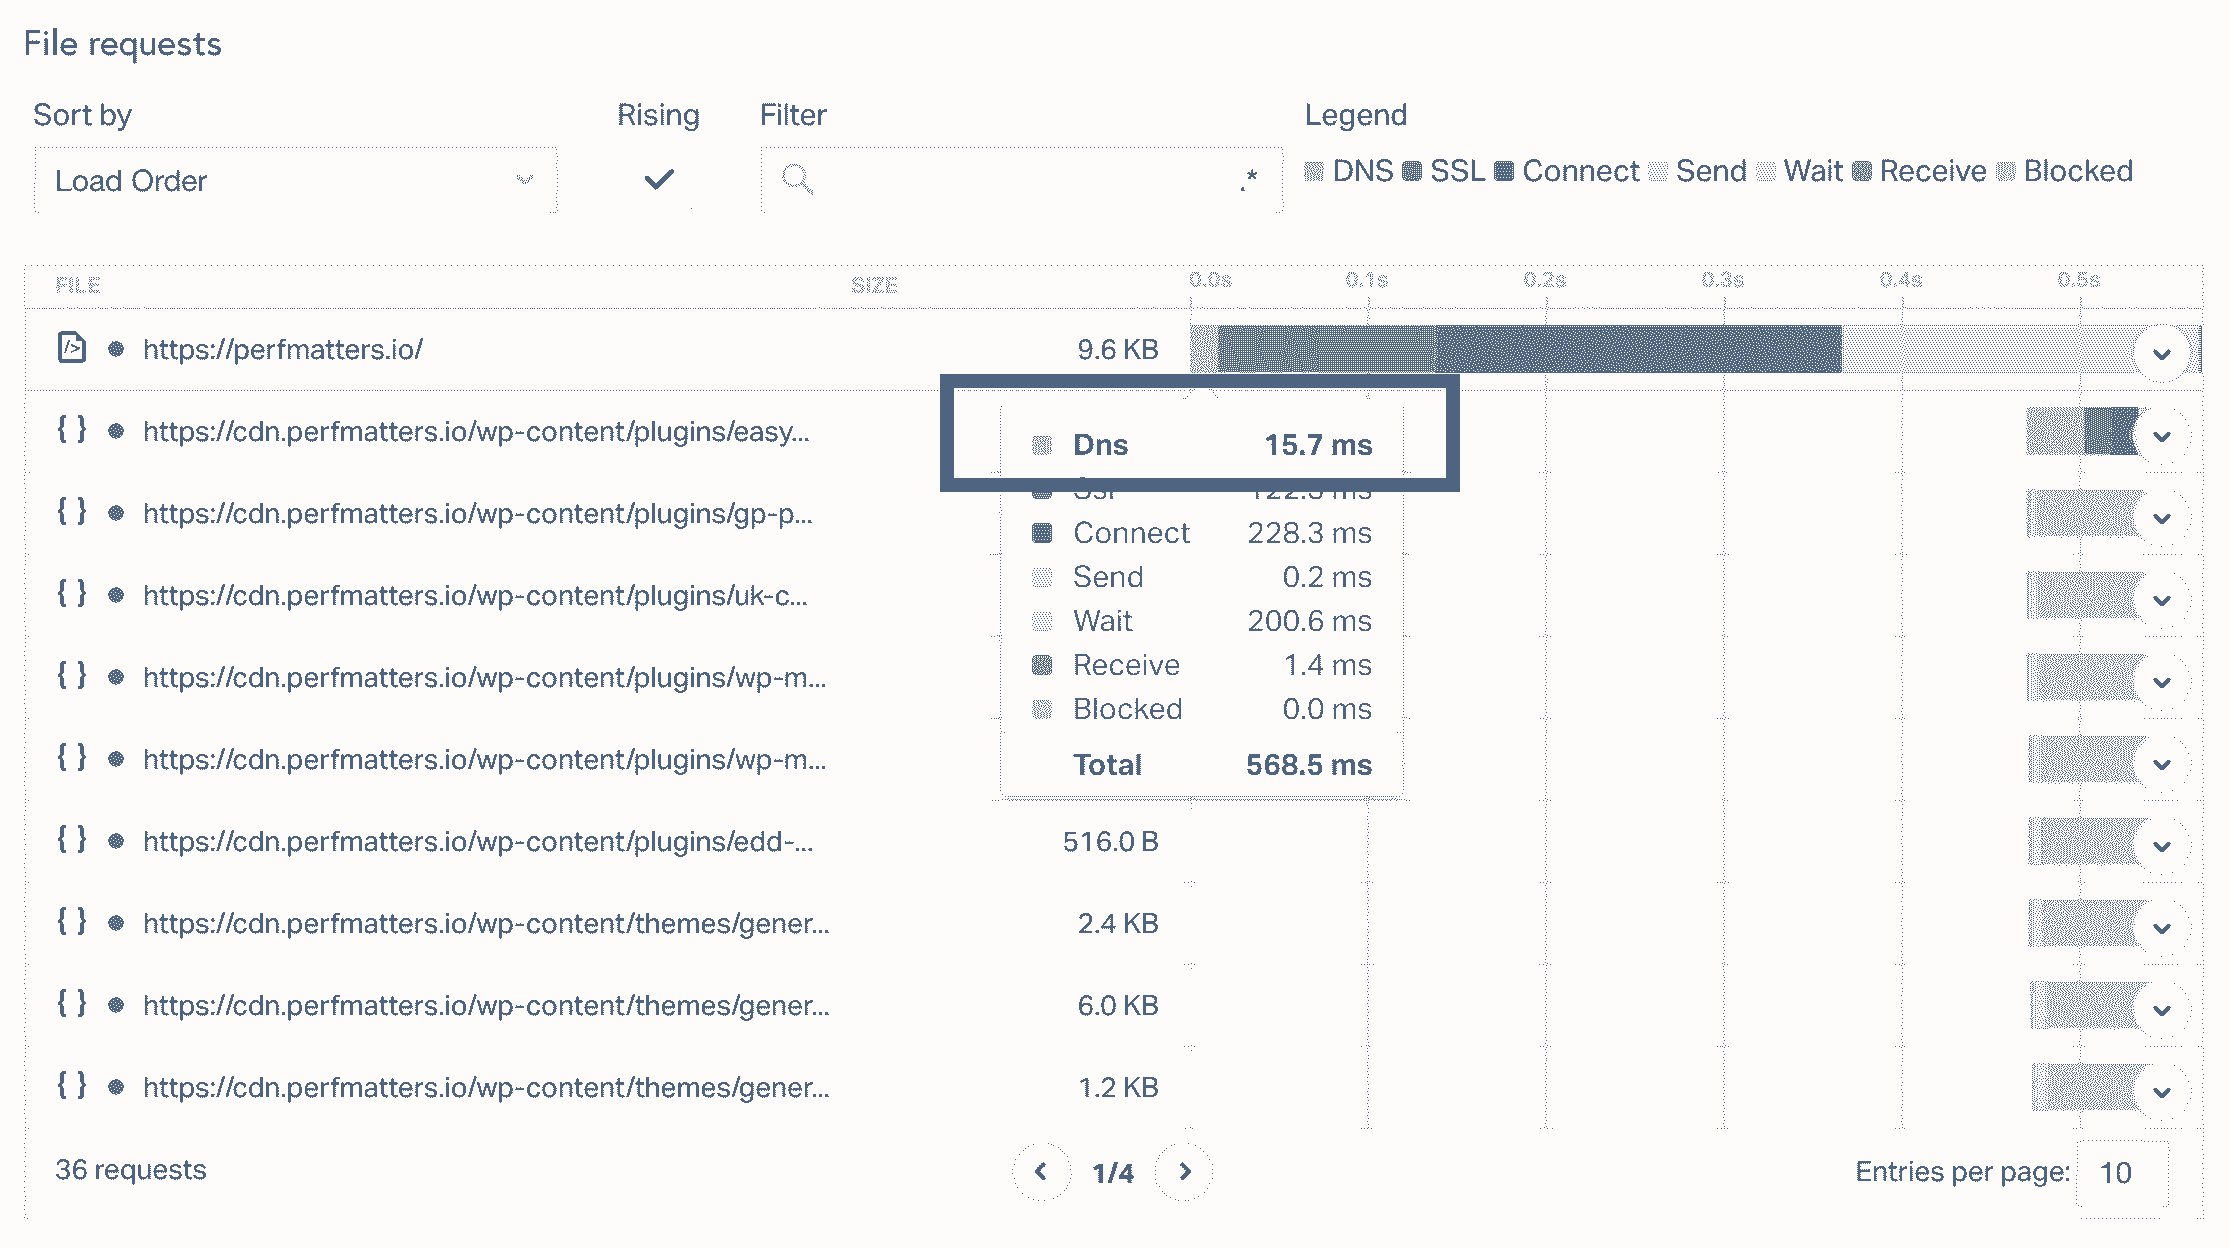 File requests
Sort by Rising Filter Legend
Load Order .* DNS SSL Connect Send Wait Receive Blocked
FILE SIZE 0.0s 0.1s 0.2s 0.3s 0.4s 0.5s
https://perfmatters.io/ 9.6 KB
{ } https://cdn.perfmatters.io/wp-content/plugins/easy...
Dns 15.7 ms
{ } https://cdn.perfmatters.io/wp-content/plugins/gp-p...
Connect 228.3 ms
Send 0.2 ms
{ } https://cdn.perfmatters.io/wp-content/plugins/uk-c...
Wait 200.6 ms
Receive 1.4 ms
{ } https://cdn.perfmatters.io/wp-content/plugins/wp-m...
Blocked 0.0 ms
{ } https://cdn.perfmatters.io/wp-content/plugins/wp-m...
Total 568.5 ms
{ } https://cdn.perfmatters.io/wp-content/plugins/edd-... 516.0 B
{ } https://cdn.perfmatters.io/wp-content/themes/gener... 2.4 KB
{ } https://cdn.perfmatters.io/wp-content/themes/gener... 6.0 KB
{ } https://cdn.perfmatters.io/wp-content/themes/gener... 1.2 KB
36 requests 1/4 Entries per page: 10